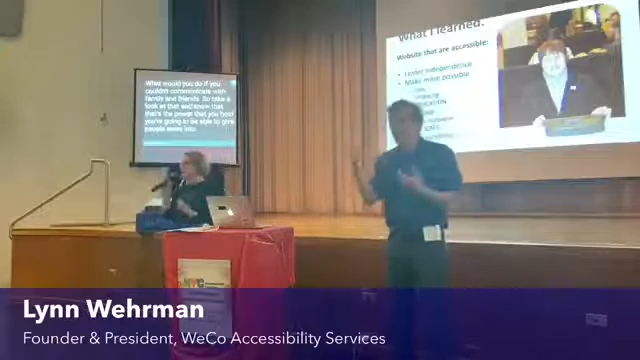 What I learned:
Website that are accessible:
• Foster independence
• Make more possible
What would you do if you
couldn't communicate with
family and friends. So take a
look at that and know that
that's the power that you hold
you're going to be able to give
people
Lynn Wehrman
Founder & President, WeCo Accessibility Services